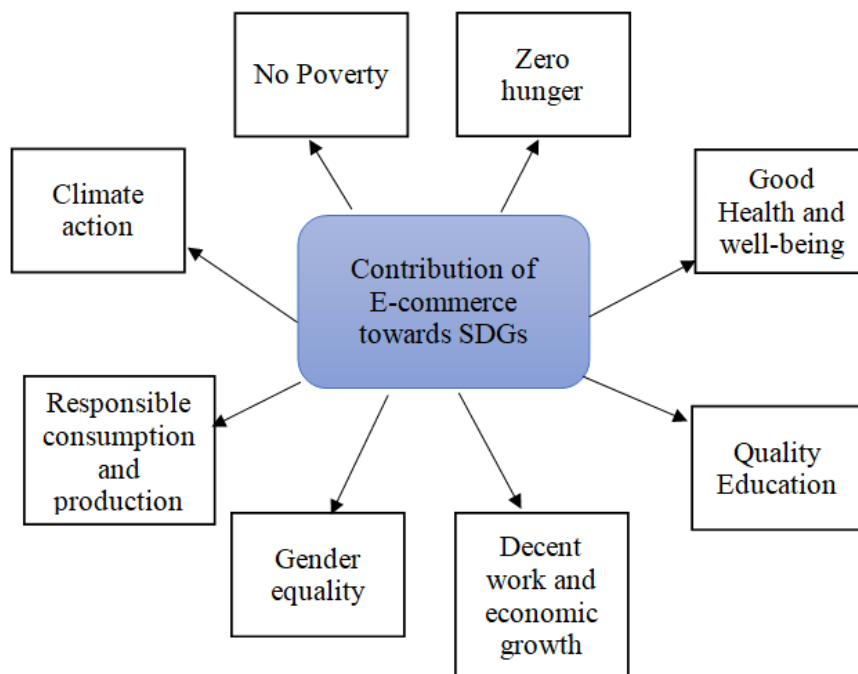 No Poverty
Zero
hunger
Climate
action
Good
Health and
well-being
Contribution of
E-commerce
towards SDGs
Responsible
consumption
and
production
Quality
Education
Gender
equality
Decent
work and
economic
growth